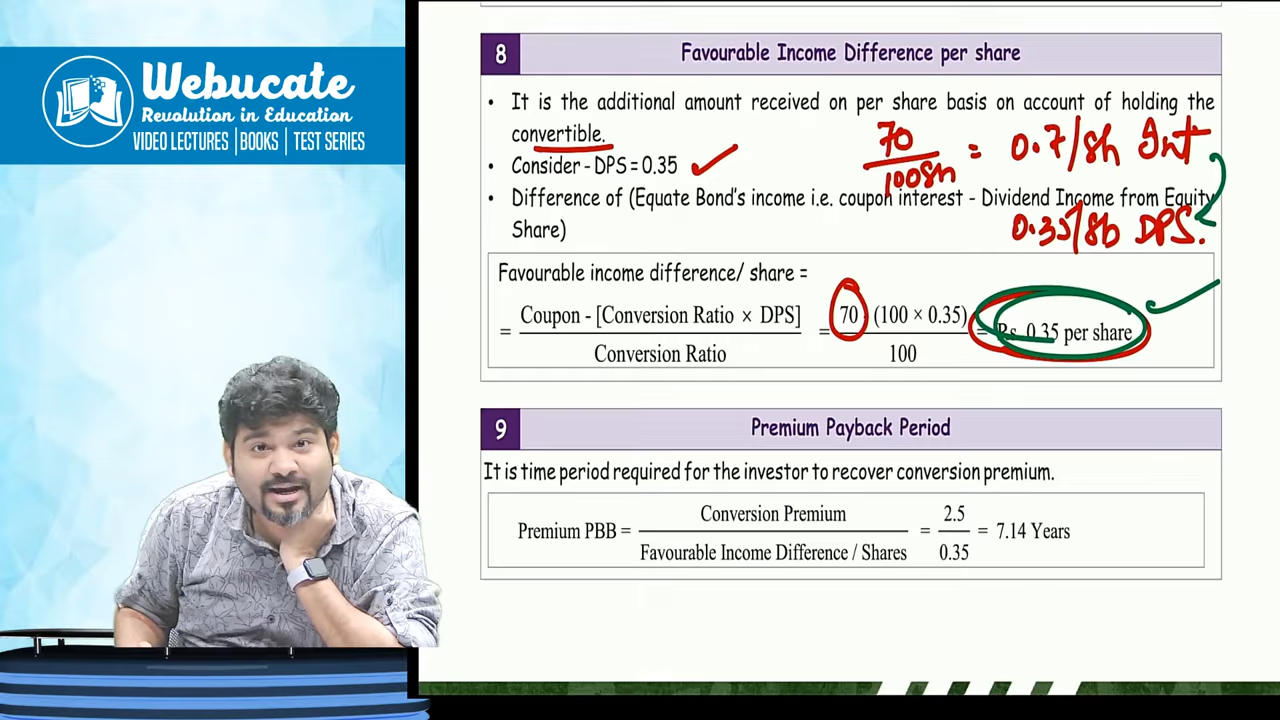 Webucate
Revolution in Education
VIDEO LECTURES | BOOKS | TEST SERIES
8 Favourable Income Difference per share
• It is the additional amount received on per share basis on account of holding the
convertible.
• Consider - DPS = 0.35
70 / 100Sh = 0.7/Sh Int
• Difference of (Equate Bond's income i.e. coupon interest - Dividend Income from Equity
Share)
0.35/Sh DPS.
Favourable income difference/ share =
= Coupon - [Conversion Ratio × DPS] / Conversion Ratio = 70 - (100 × 0.35) / 100 = Rs. 0.35 per share
9 Premium Payback Period
It is time period required for the investor to recover conversion premium.
Premium PBB = Conversion Premium / Favourable Income Difference / Shares = 2.5 / 0.35 = 7.14 Years